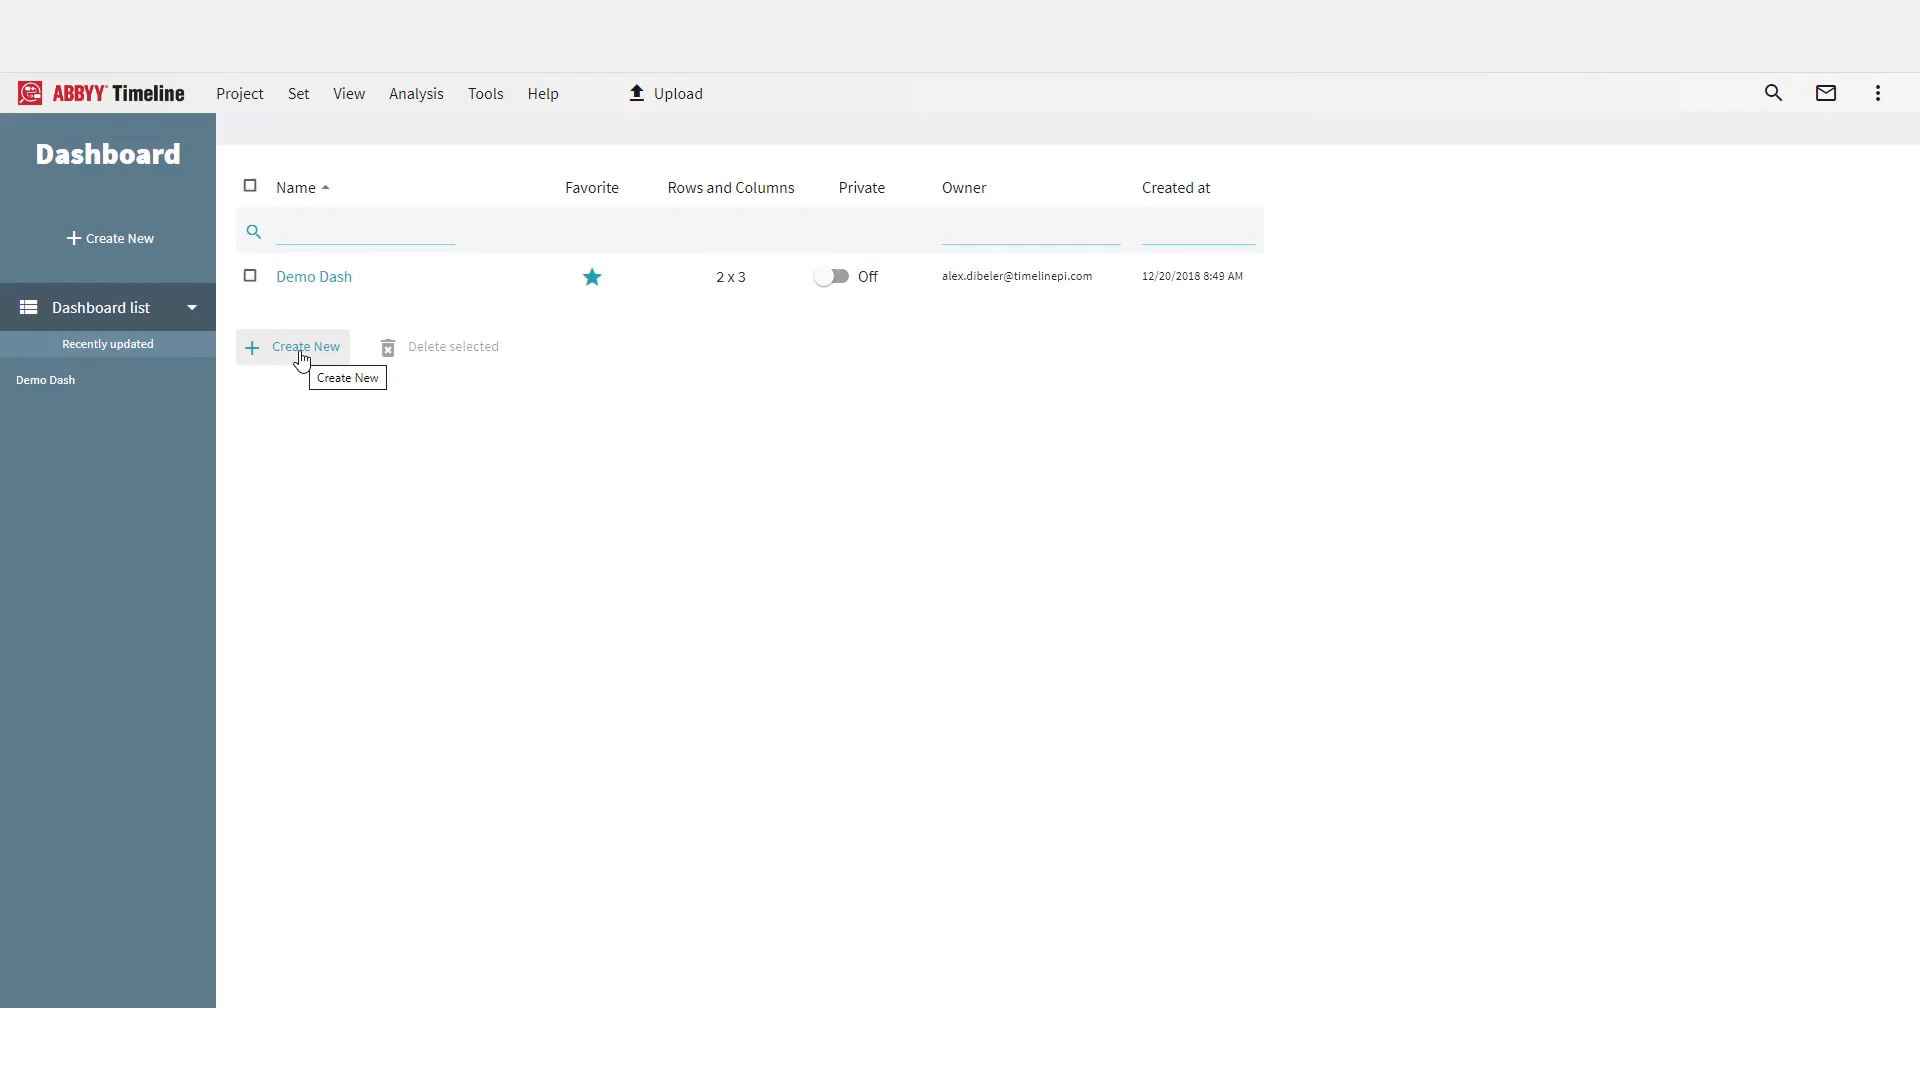 ABBYY Timeline Project Set View Analysis Tools Help Upload
Dashboard
Create New
Dashboard list
Recently updated
Demo Dash
Name Favorite Rows and Columns Private Owner Created at
Demo Dash 2 x 3 Off alex.dibeler@timelinepi.com 12/20/2018 8:49 AM
Create New Delete selected
Create New